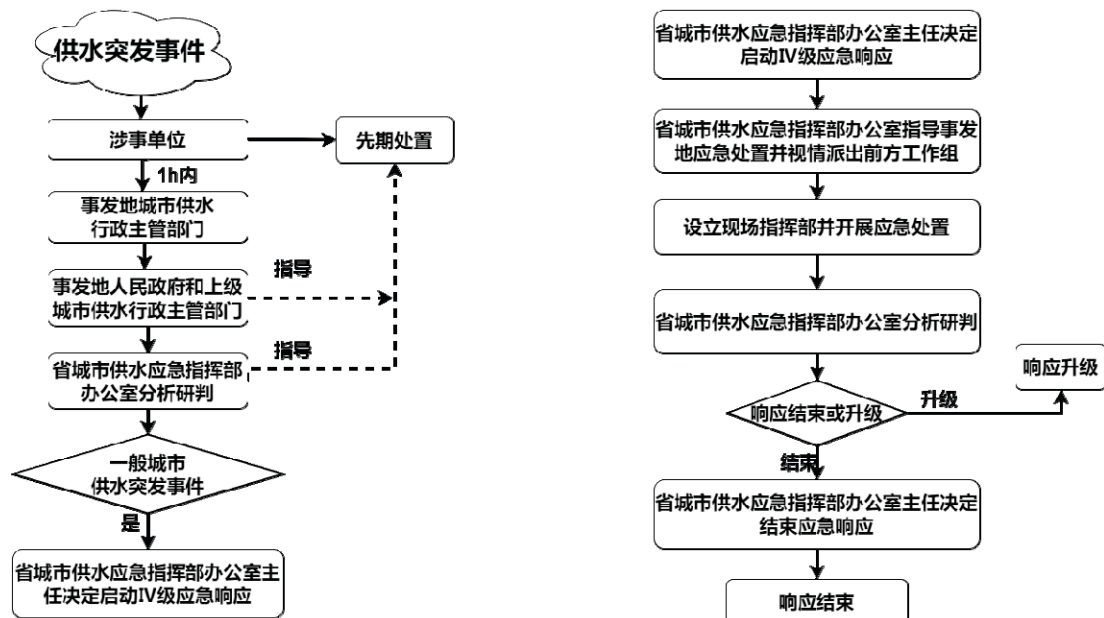 供水突发事件
涉事单位
先期处置
1h内
事发地城市供水
行政主管部门
指导
事发地人民政府和上级
城市供水行政主管部门
指导
省城市供水应急指挥部
办公室分析研判
一般城市
供水突发事件
是
省城市供水应急指挥部办公室主
任决定启动IV级应急响应
省城市供水应急指挥部办公室主任决定
启动IV级应急响应
省城市供水应急指挥部办公室指导事发
地应急处置并视情派出前方工作组
设立现场指挥部并开展应急处置
省城市供水应急指挥部办公室分析研判
响应升级
响应结束或升级
升级
结束
省城市供水应急指挥部办公室主任决定
结束应急响应
响应结束